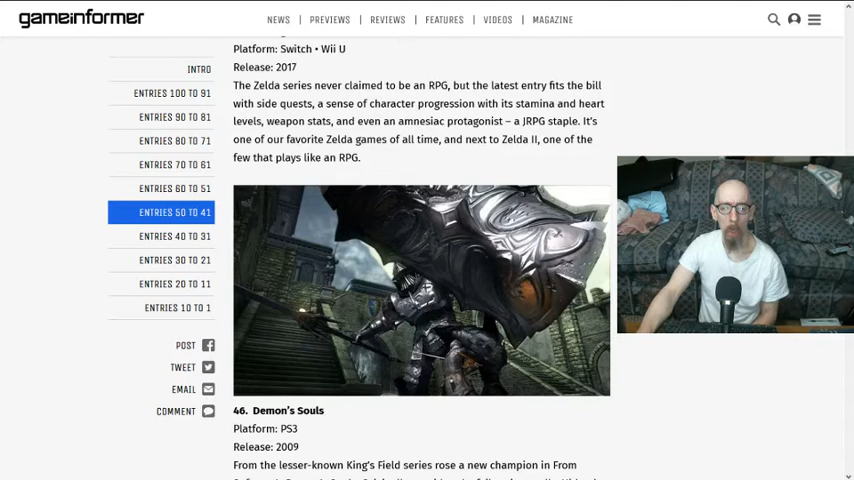 gameinformer
NEWS | PREVIEWS | REVIEWS | FEATURES | VIDEOS | MAGAZINE
Platform: Switch • Wii U
Release: 2017
The Zelda series never claimed to be an RPG, but the latest entry fits the bill
with side quests, a sense of character progression with its stamina and heart
levels, weapon stats, and even an amnesiac protagonist – a JRPG staple. It's
one of our favorite Zelda games of all time, and next to Zelda II, one of the
few that plays like an RPG.
INTRO
ENTRIES 100 TO 91
ENTRIES 90 TO 81
ENTRIES 80 TO 71
ENTRIES 70 TO 61
ENTRIES 60 TO 51
ENTRIES 50 TO 41
ENTRIES 40 TO 31
ENTRIES 30 TO 21
ENTRIES 20 TO 11
ENTRIES 10 TO 1
POST
TWEET
EMAIL
COMMENT
46. Demon's Souls
Platform: PS3
Release: 2009
From the lesser-known King's Field series rose a new champion in From